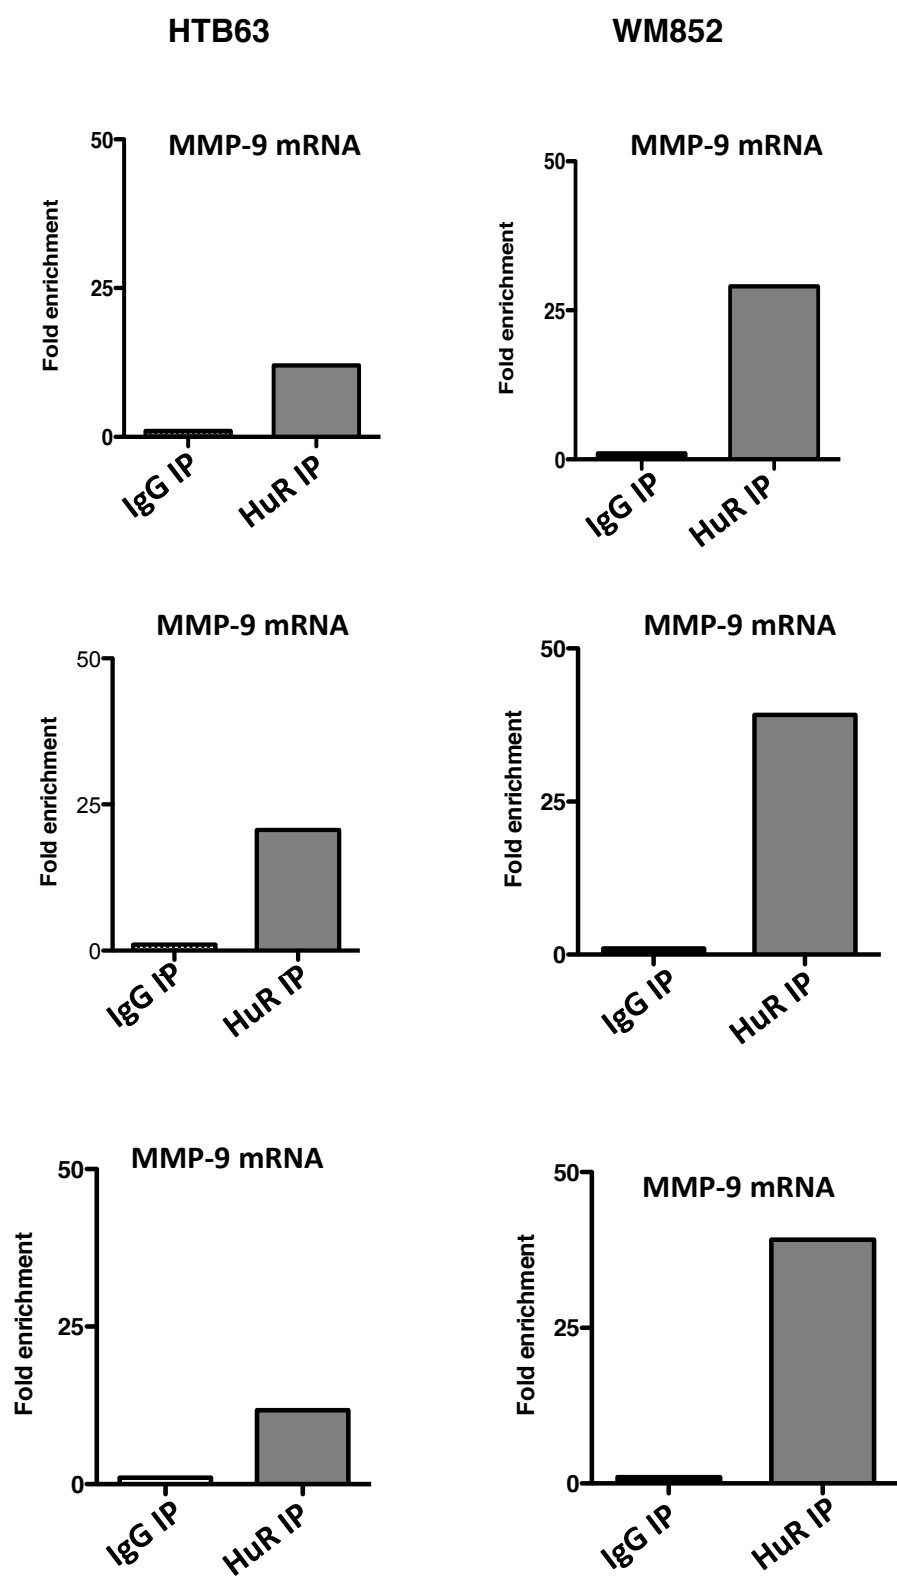 HTB63
WM852
MMP-9 mRNA
Fold enrichment
50
25
0
IgG IP
HuR IP
MMP-9 mRNA
Fold enrichment
50
25
0
IgG IP
HuR IP
MMP-9 mRNA
Fold enrichment
50
25
0
IgG IP
HuR IP
MMP-9 mRNA
Fold enrichment
50
25
0
IgG IP
HuR IP
MMP-9 mRNA
Fold enrichment
50
25
0
IgG IP
HuR IP
MMP-9 mRNA
Fold enrichment
50
25
0
IgG IP
HuR IP